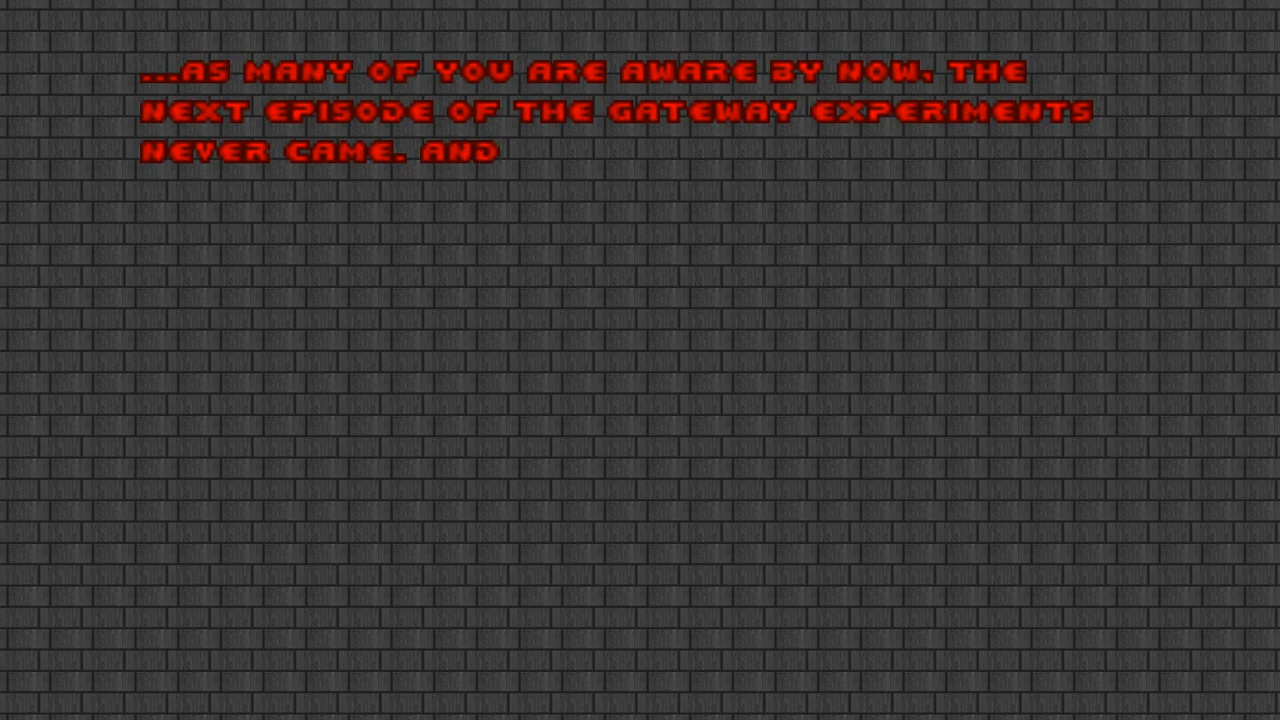 ...AS MANY OF YOU ARE AWARE BY NOW, THE
NEXT EPISODE OF THE GATEWAY EXPERIMENTS
NEVER CAME. AND